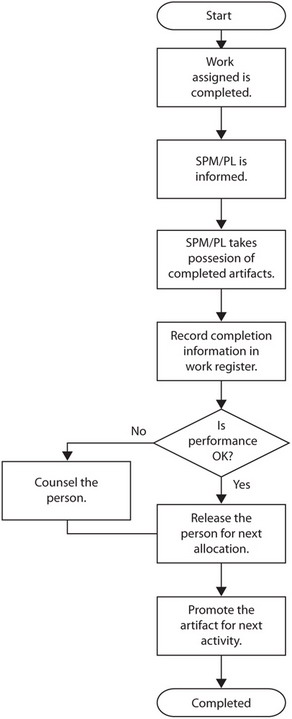 Start
Work
assigned is
completed.
SPM/PL is
informed.
SPM/PL takes
possesion of
completed artifacts.
Record completion
information in
work register.
Is
performance
OK?
No
Yes
Counsel the
person.
Release the
person for next
allocation.
Promote the
artifact for next
activity.
Completed